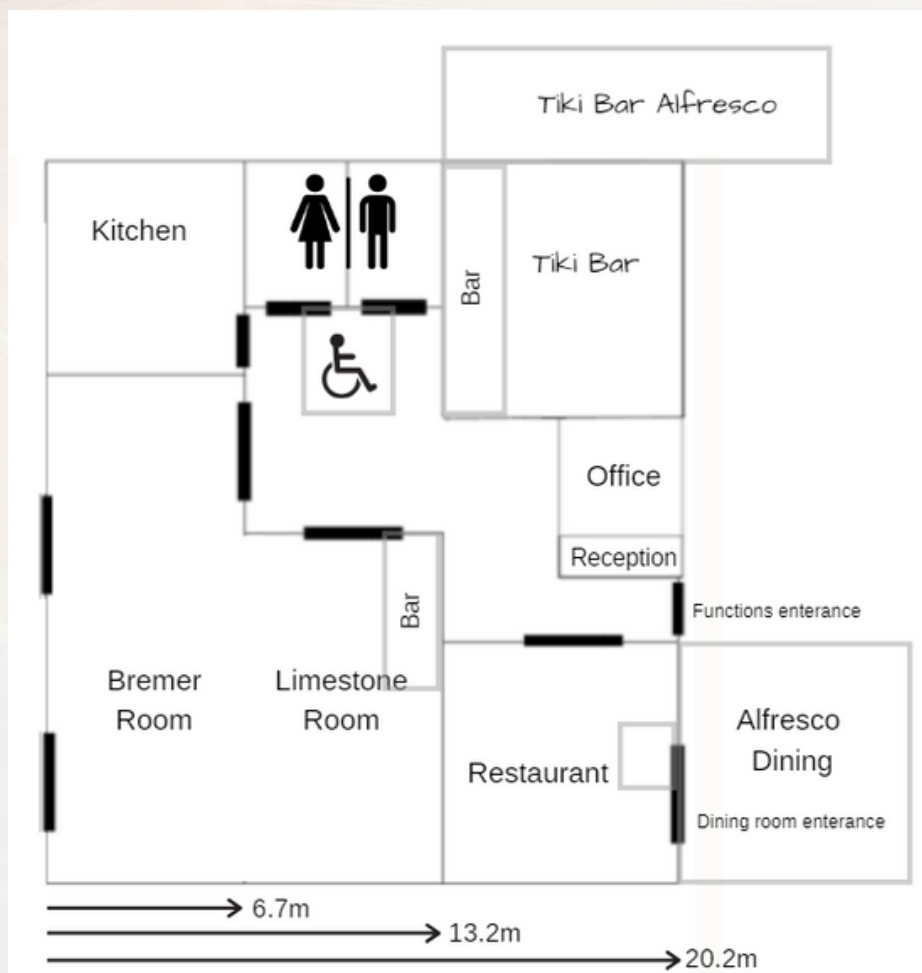 Tiki Bar Alfresco
Kitchen
Bar
Tiki Bar
Office
Reception
Functions enterance
Bar
Bremer
Room
Limestone
Room
Restaurant
Alfresco
Dining
Dining room enterance
6.7m
13.2m
20.2m